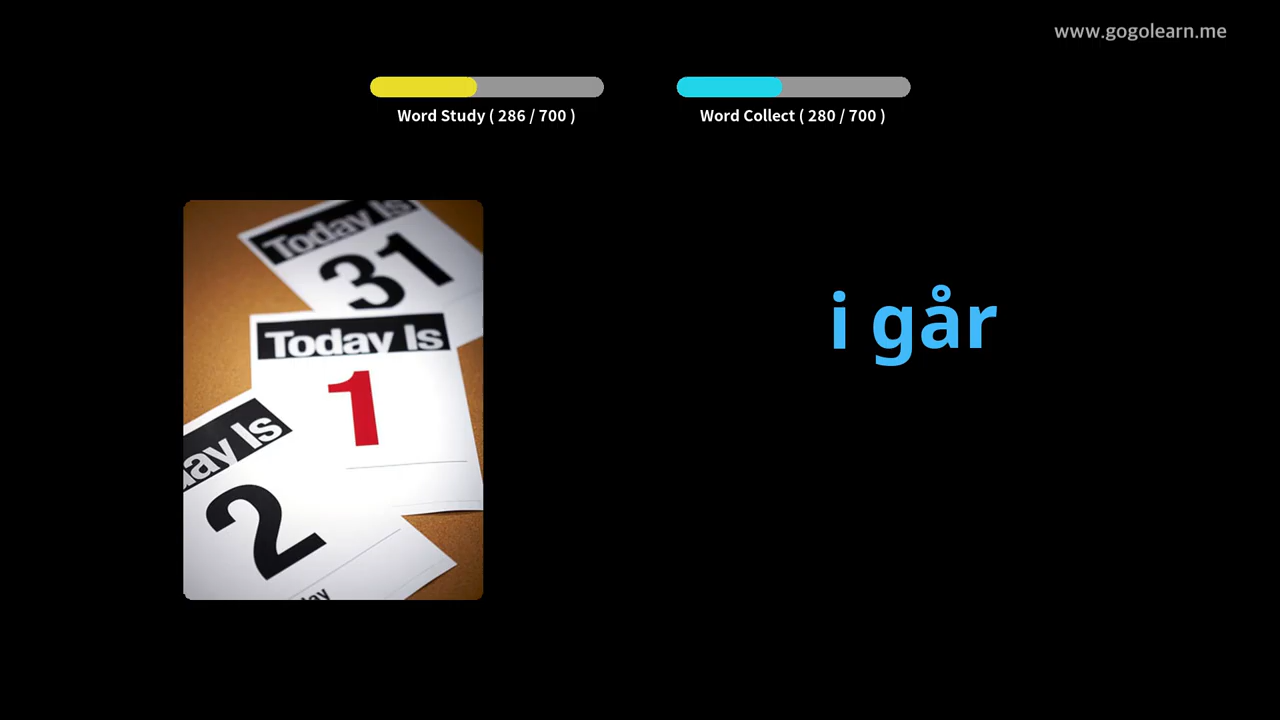 www.gogolearn.me
Word Study ( 286 / 700 )
Word Collect ( 280 / 700 )
Today Is
31
Today Is
1
ay Is
2
i går